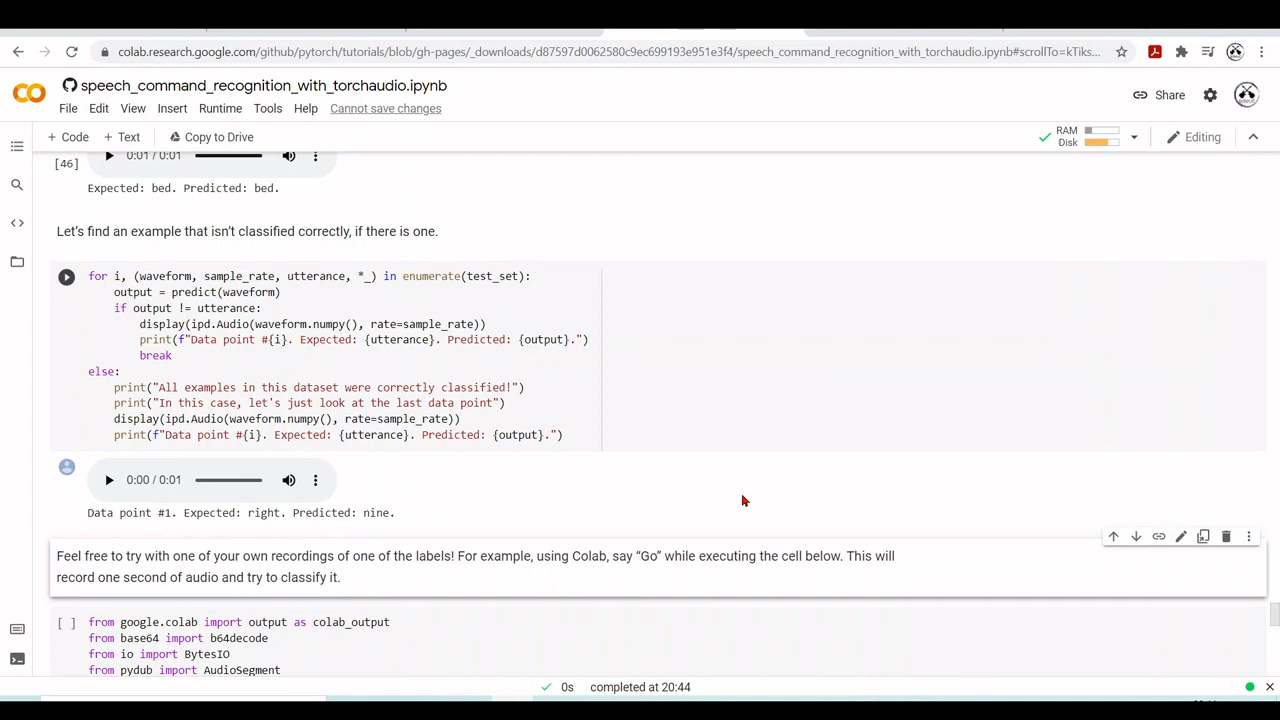 colab.research.google.com/github/pytorch/tutorials/blob/gh-pages/_downloads/d87597d0062580c9ec699193e951e3f4/speech_command_recognition_with_torchaudio.ipynb#scrollTo=kTiks...
speech_command_recognition_with_torchaudio.ipynb
File Edit View Insert Runtime Tools Help Cannot save changes
Share
+ Code + Text Copy to Drive
RAM
Disk
Editing
[46]
0:01 / 0:01
Expected: bed. Predicted: bed.
Let's find an example that isn't classified correctly, if there is one.
for i, (waveform, sample_rate, utterance, *_) in enumerate(test_set):
    output = predict(waveform)
    if output != utterance:
        display(ipd.Audio(waveform.numpy(), rate=sample_rate))
        print(f"Data point #{i}. Expected: {utterance}. Predicted: {output}.")
        break
else:
    print("All examples in this dataset were correctly classified!")
    print("In this case, let's just look at the last data point")
    display(ipd.Audio(waveform.numpy(), rate=sample_rate))
    print(f"Data point #{i}. Expected: {utterance}. Predicted: {output}.")
0:00 / 0:01
Data point #1. Expected: right. Predicted: nine.
Feel free to try with one of your own recordings of one of the labels! For example, using Colab, say “Go” while executing the cell below. This will
record one second of audio and try to classify it.
[ ]
from google.colab import output as colab_output
from base64 import b64decode
from io import BytesIO
from pydub import AudioSegment
0s completed at 20:44